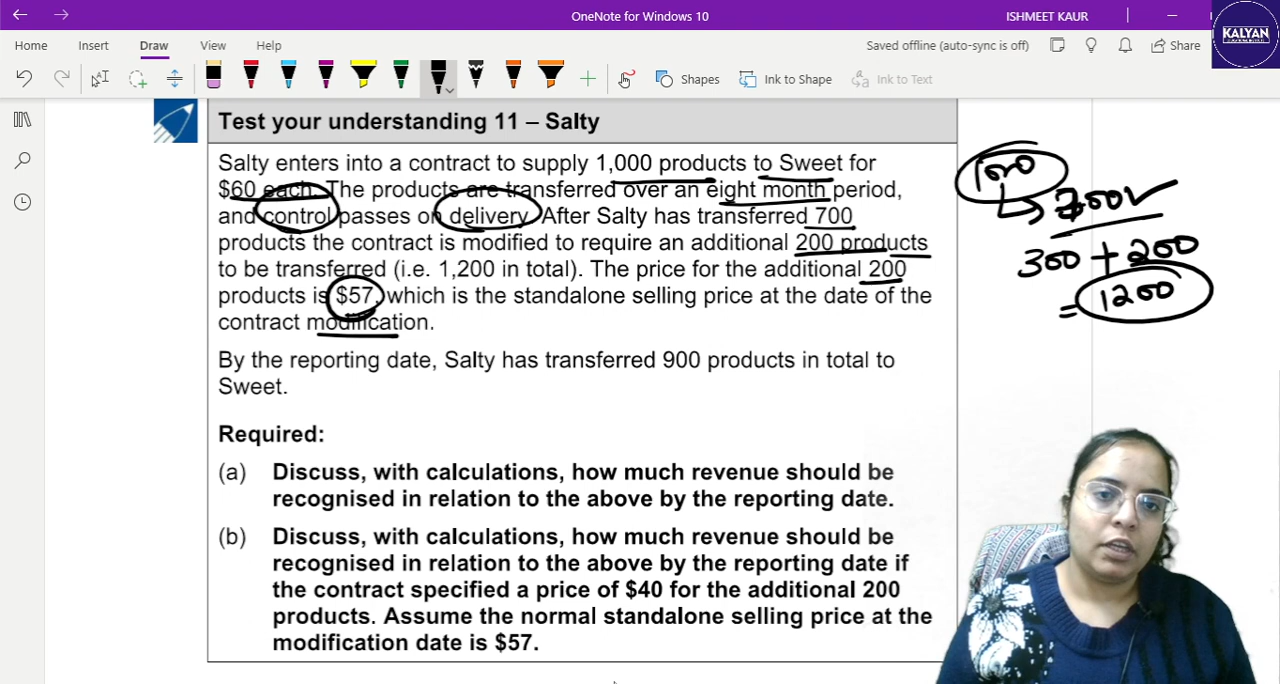 OneNote for Windows 10
ISHMEET KAUR
KALYAN
Home Insert Draw View Help
Saved offline (auto-sync is off)
Share
Shapes
Ink to Shape
Ink to Text
Test your understanding 11 – Salty
Salty enters into a contract to supply 1,000 products to Sweet for
$60 each. The products are transferred over an eight month period,
and control passes on delivery. After Salty has transferred 700
products the contract is modified to require an additional 200 products
to be transferred (i.e. 1,200 in total). The price for the additional 200
products is $57, which is the standalone selling price at the date of the
contract modification.
By the reporting date, Salty has transferred 900 products in total to
Sweet.
Required:
(a) Discuss, with calculations, how much revenue should be
recognised in relation to the above by the reporting date.
(b) Discuss, with calculations, how much revenue should be
recognised in relation to the above by the reporting date if
the contract specified a price of $40 for the additional 200
products. Assume the normal standalone selling price at the
modification date is $57.
1000
700 ✓
300 + 200
= 1200